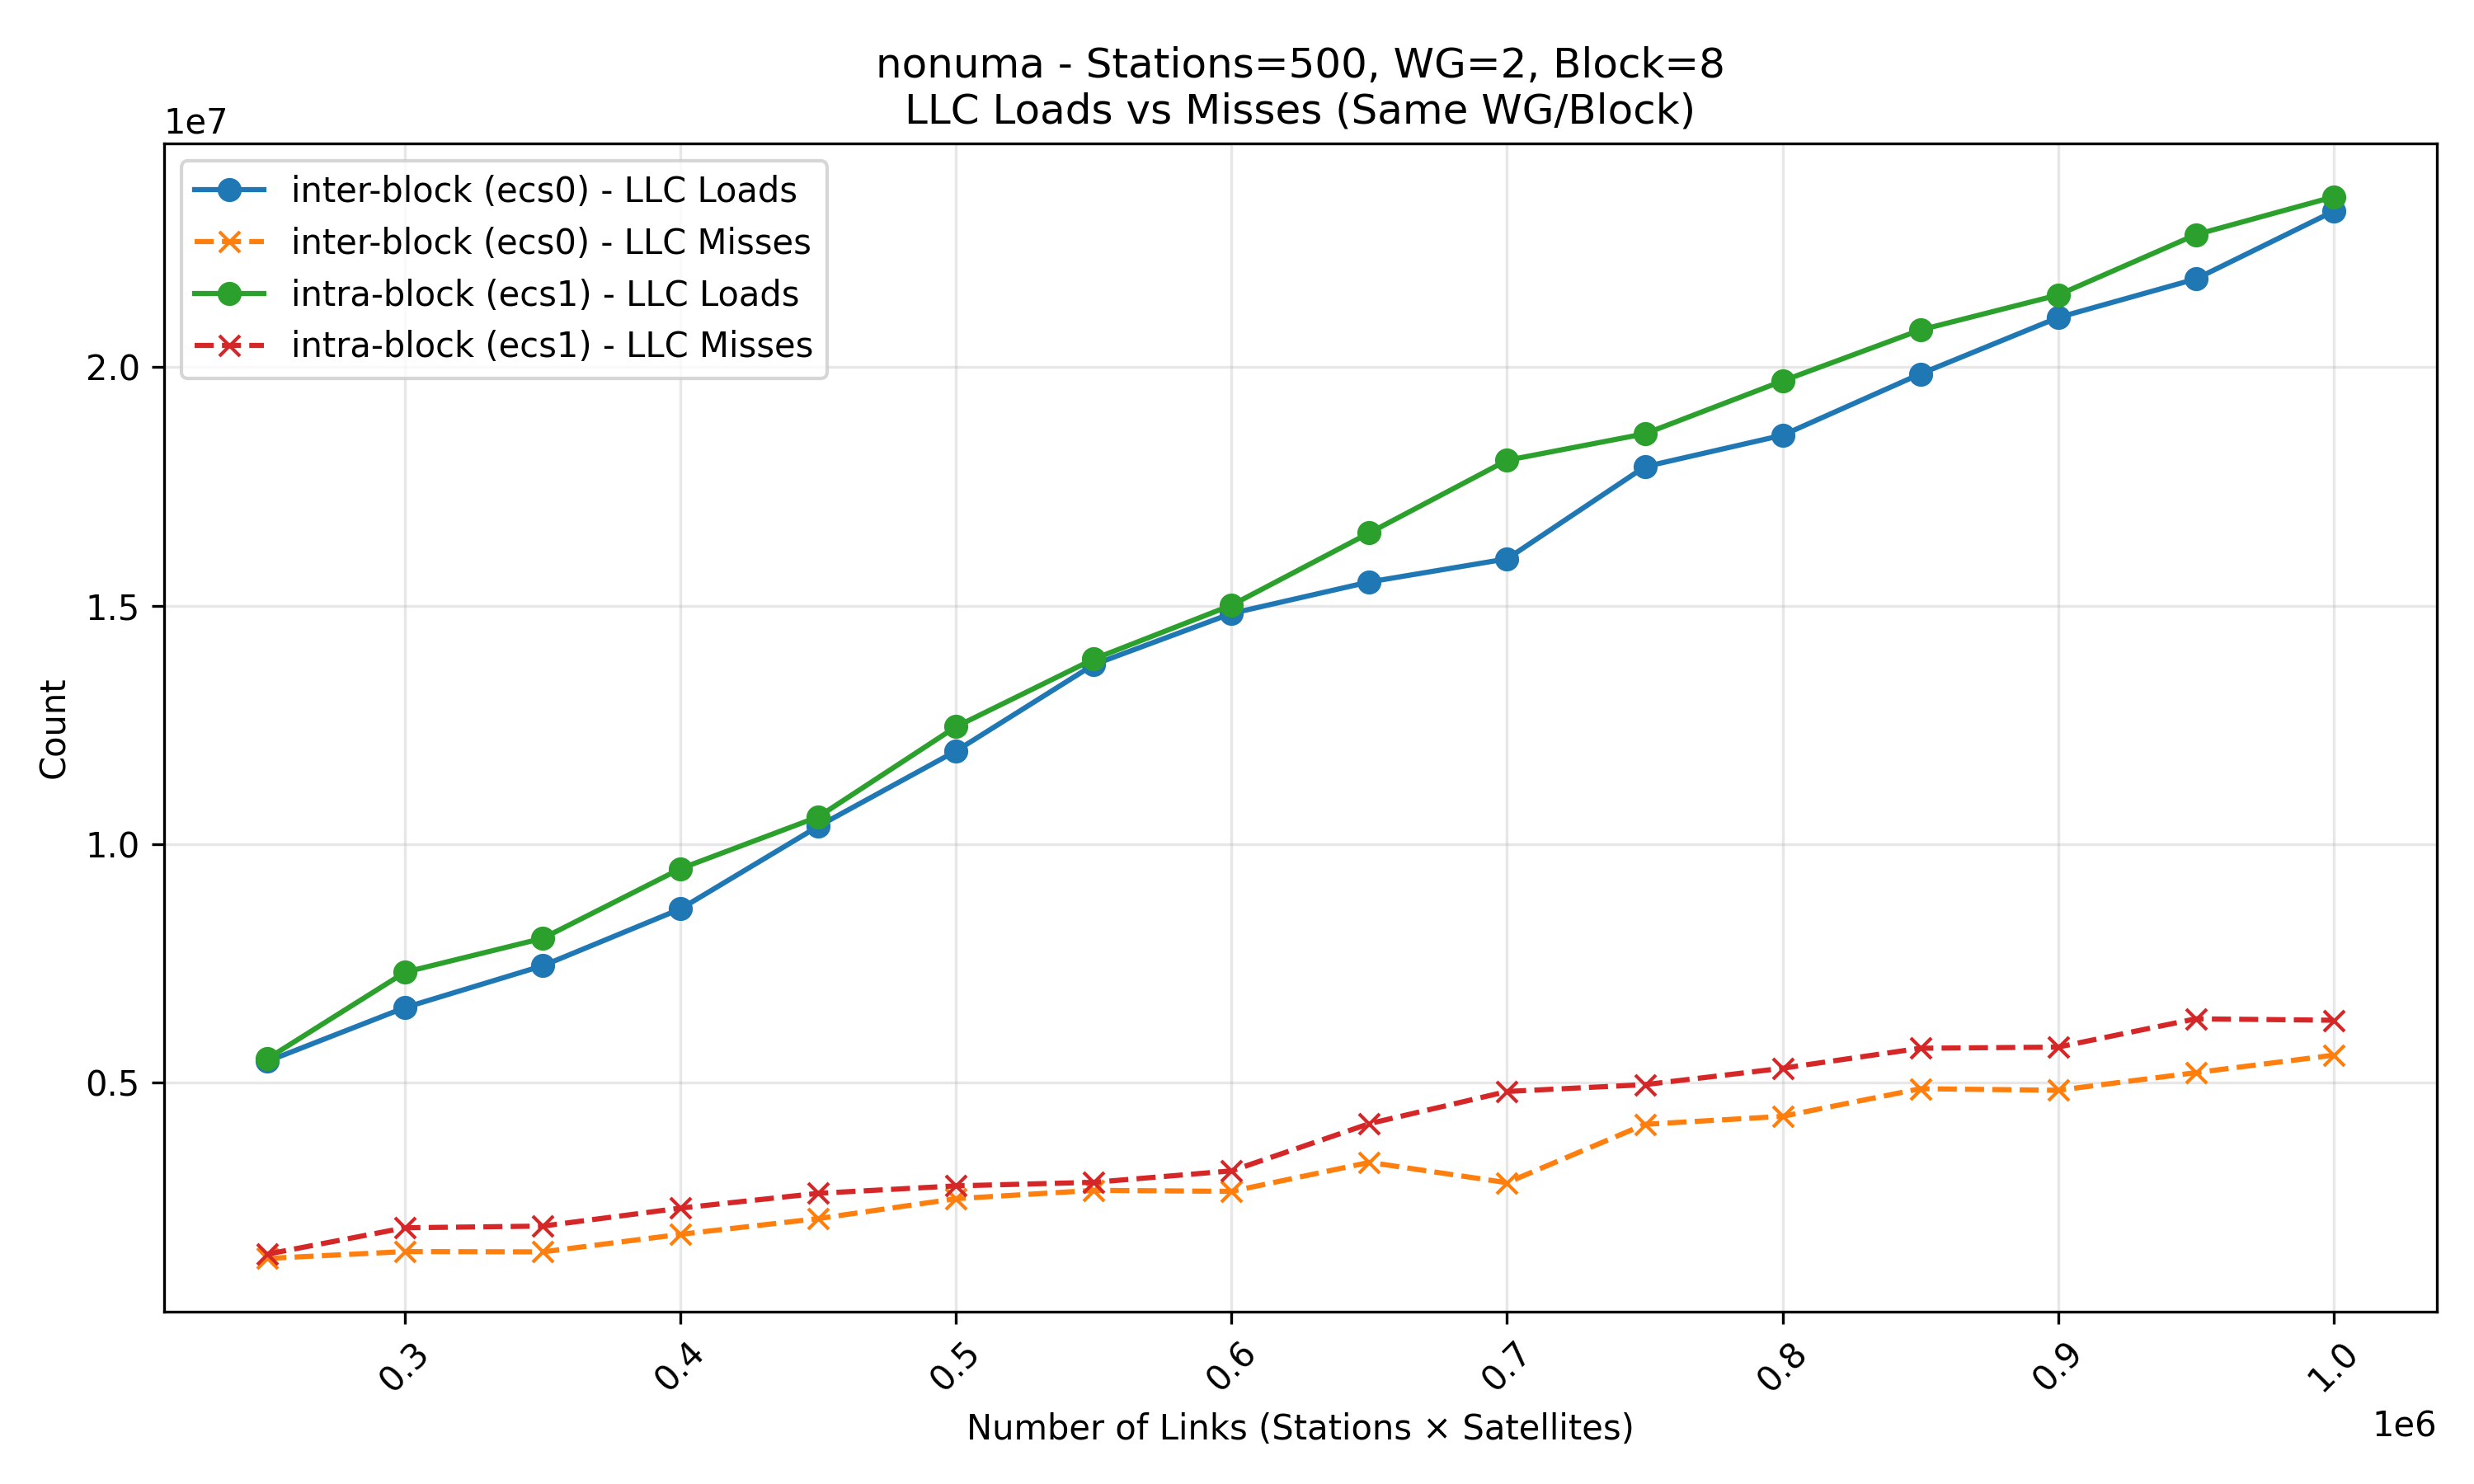 nonuma - Stations=500, WG=2, Block=8
LLC Loads vs Misses (Same WG/Block)
1e7
inter-block (ecs0) - LLC Loads
inter-block (ecs0) - LLC Misses
intra-block (ecs1) - LLC Loads
intra-block (ecs1) - LLC Misses
2.0
1.5
1.0
0.5
Count
0.3
0.4
0.5
0.6
0.7
0.8
0.9
1.0
Number of Links (Stations × Satellites)
1e6